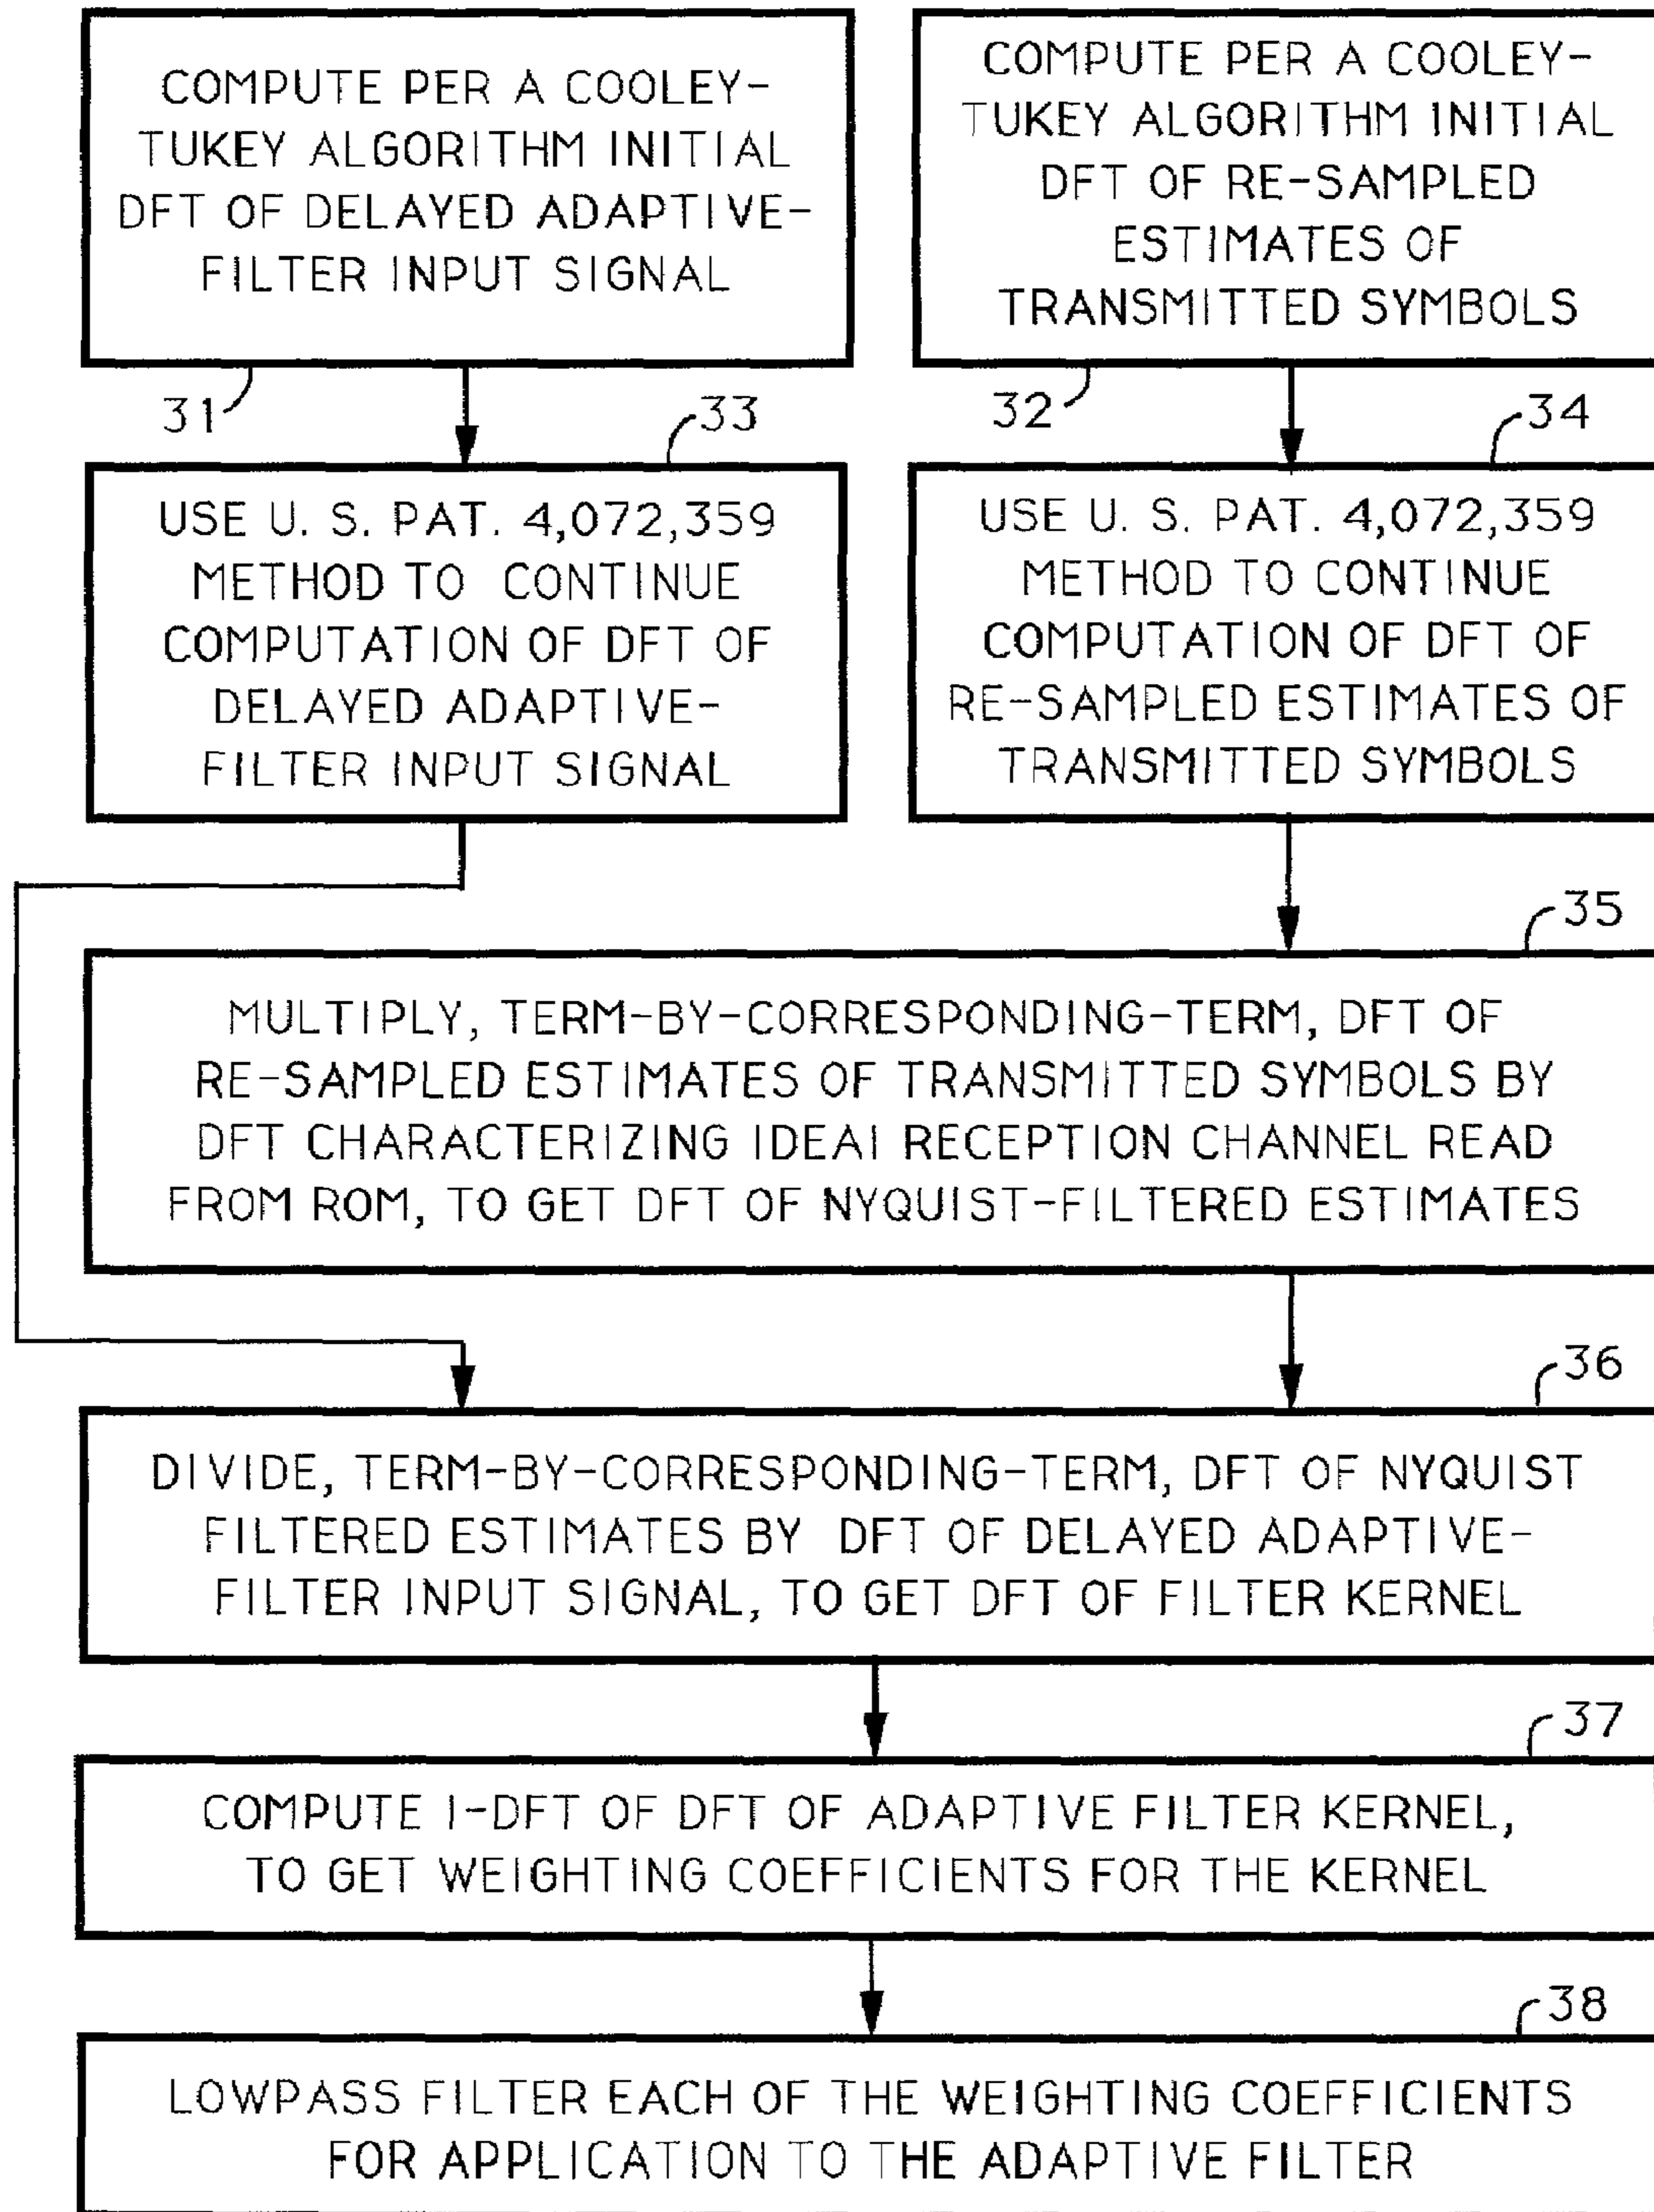 COMPUTE PER A COOLEY-
TUKEY ALGORITHM INITIAL
DFT OF DELAYED ADAPTIVE-
FILTER INPUT SIGNAL
31
COMPUTE PER A COOLEY-
TUKEY ALGORITHM INITIAL
DFT OF RE-SAMPLED
ESTIMATES OF
TRANSMITTED SYMBOLS
32
33
USE U. S. PAT. 4,072,359
METHOD TO CONTINUE
COMPUTATION OF DFT OF
DELAYED ADAPTIVE-
FILTER INPUT SIGNAL
34
USE U. S. PAT. 4,072,359
METHOD TO CONTINUE
COMPUTATION OF DFT OF
RE-SAMPLED ESTIMATES OF
TRANSMITTED SYMBOLS
35
MULTIPLY, TERM-BY-CORRESPONDING-TERM, DFT OF
RE-SAMPLED ESTIMATES OF TRANSMITTED SYMBOLS BY
DFT CHARACTERIZING IDEAl RECEPTION CHANNEL READ
FROM ROM, TO GET DFT OF NYQUIST-FILTERED ESTIMATES
36
DIVIDE, TERM-BY-CORRESPONDING-TERM, DFT OF NYQUIST
FILTERED ESTIMATES BY DFT OF DELAYED ADAPTIVE-
FILTER INPUT SIGNAL, TO GET DFT OF FILTER KERNEL
37
COMPUTE I-DFT OF DFT OF ADAPTIVE FILTER KERNEL,
TO GET WEIGHTING COEFFICIENTS FOR THE KERNEL
38
LOWPASS FILTER EACH OF THE WEIGHTING COEFFICIENTS
FOR APPLICATION TO THE ADAPTIVE FILTER